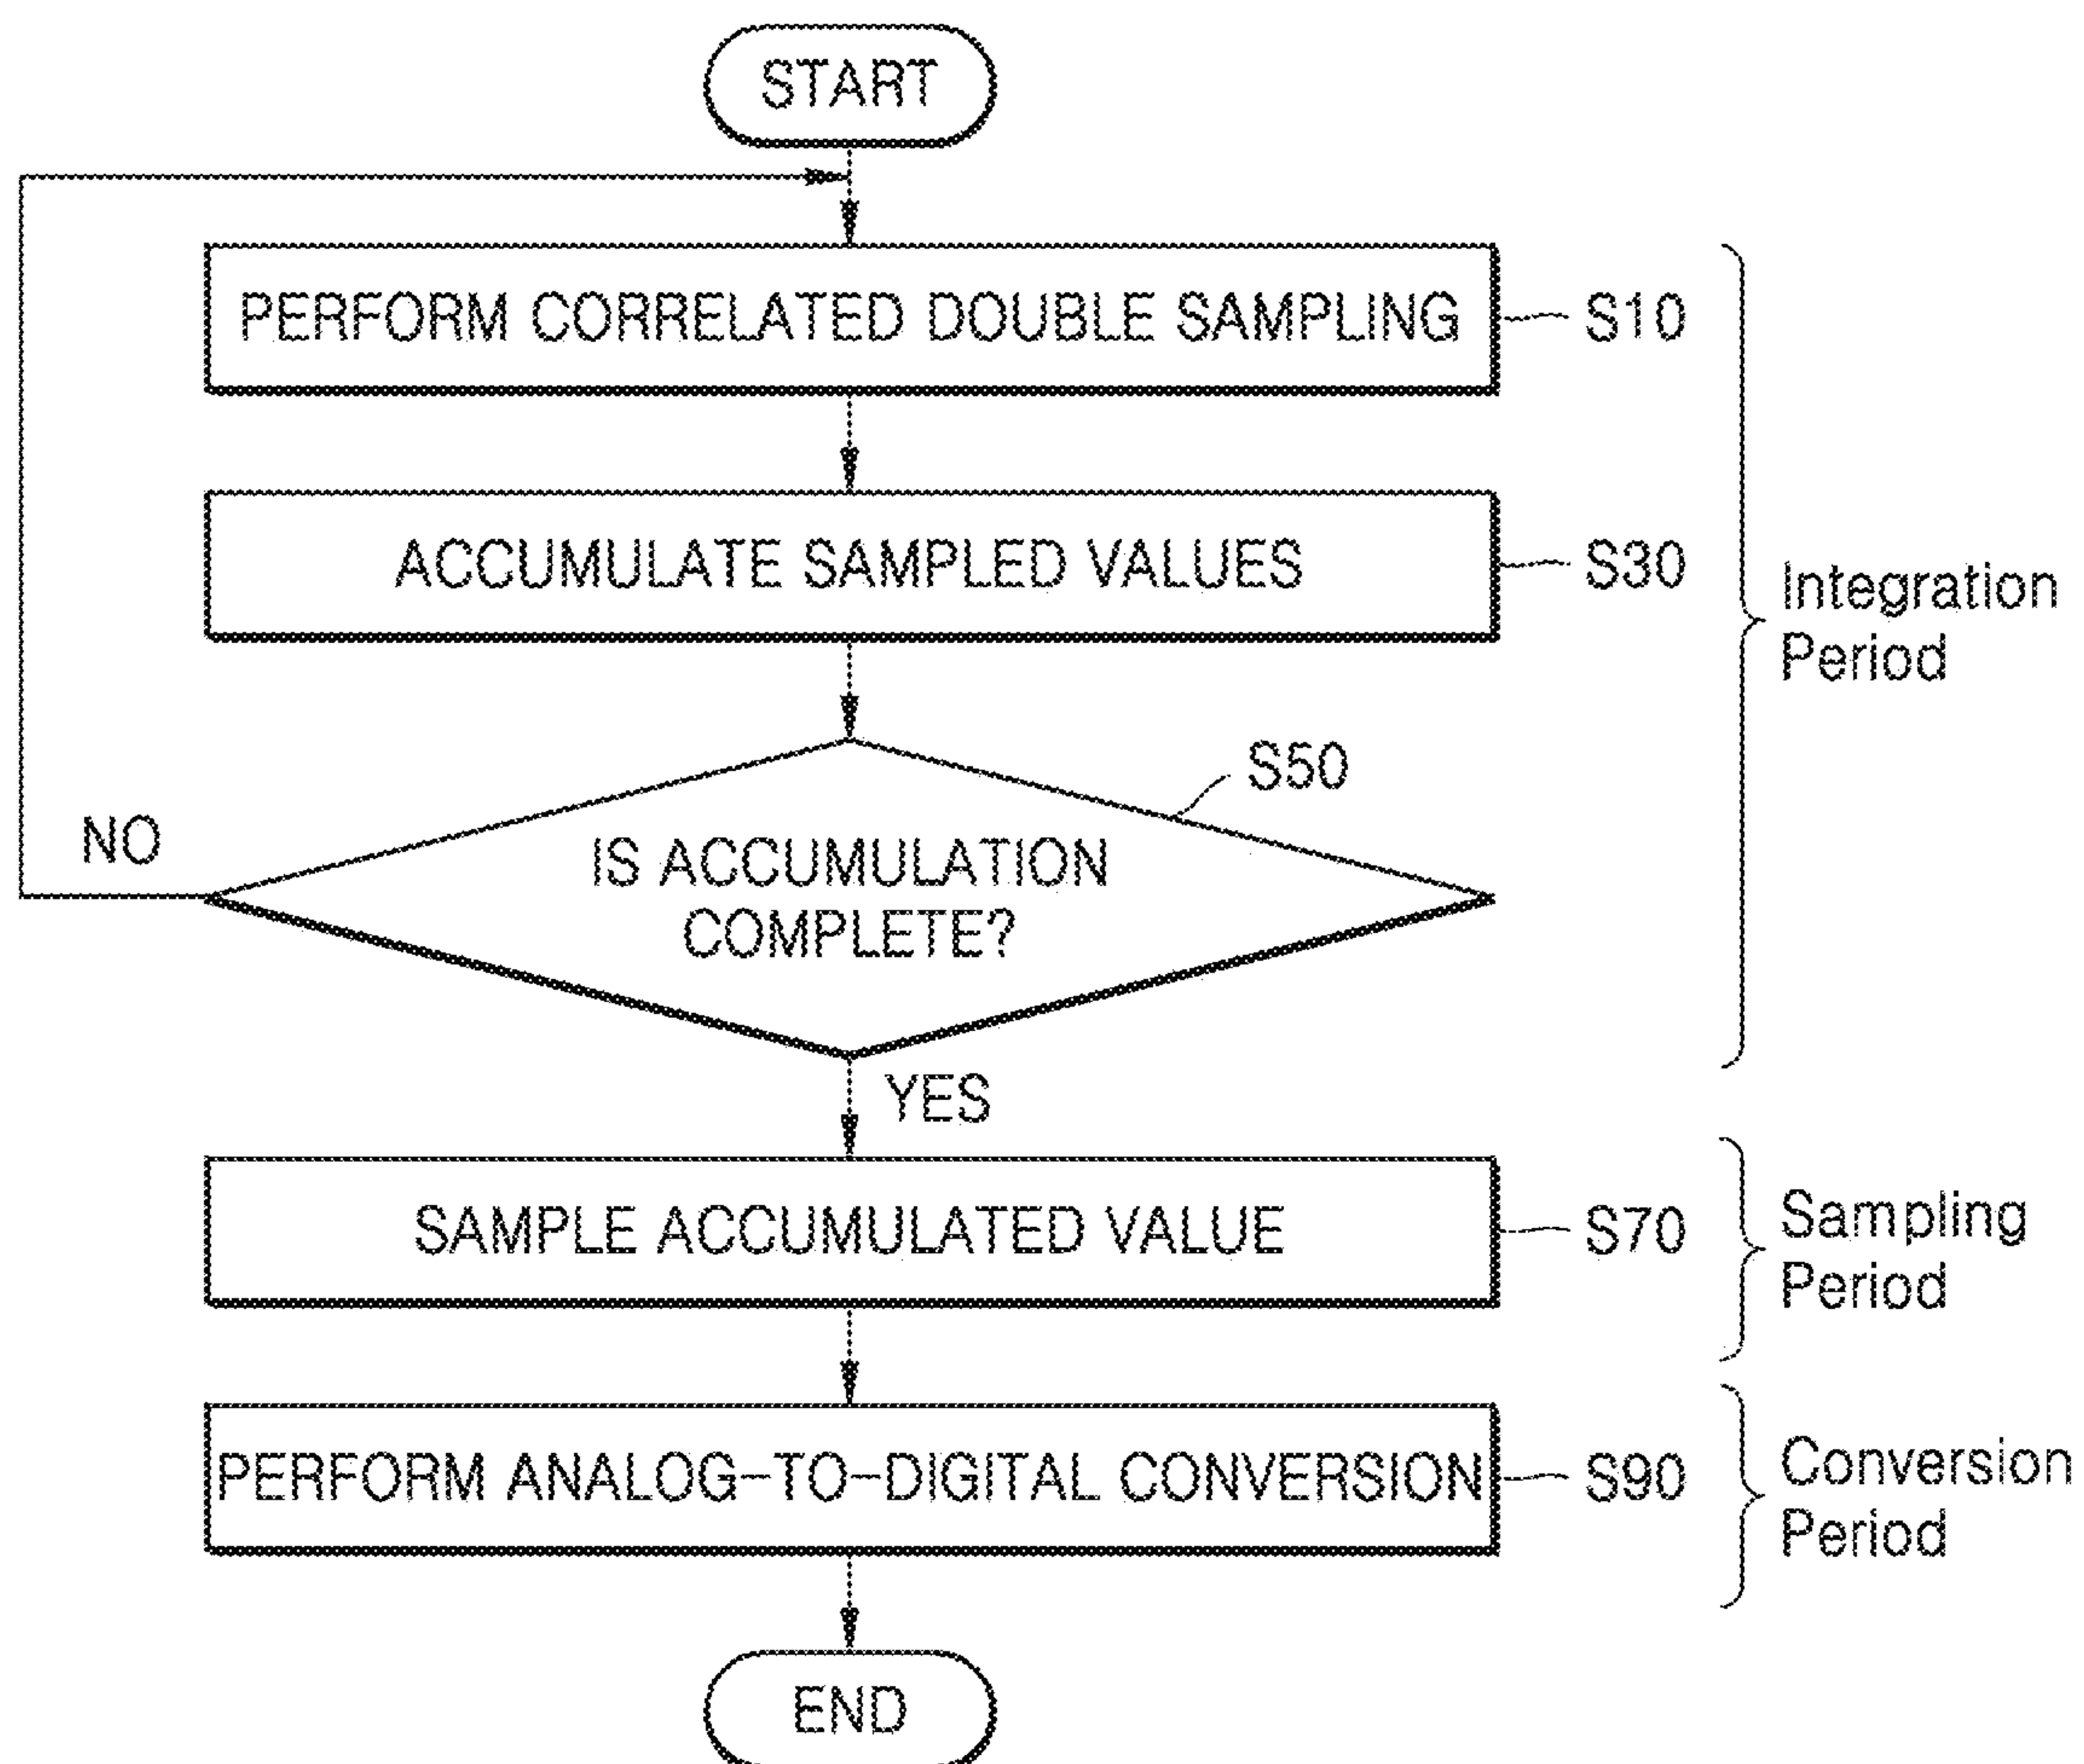 START
PERFORM CORRELATED DOUBLE SAMPLING
S10
ACCUMULATE SAMPLED VALUES
S30
Integration
Period
S50
NO
IS ACCUMULATION
COMPLETE?
YES
SAMPLE ACCUMULATED VALUE
S70
Sampling
Period
PERFORM ANALOG-TO-DIGITAL CONVERSION
S90
Conversion
Period
END